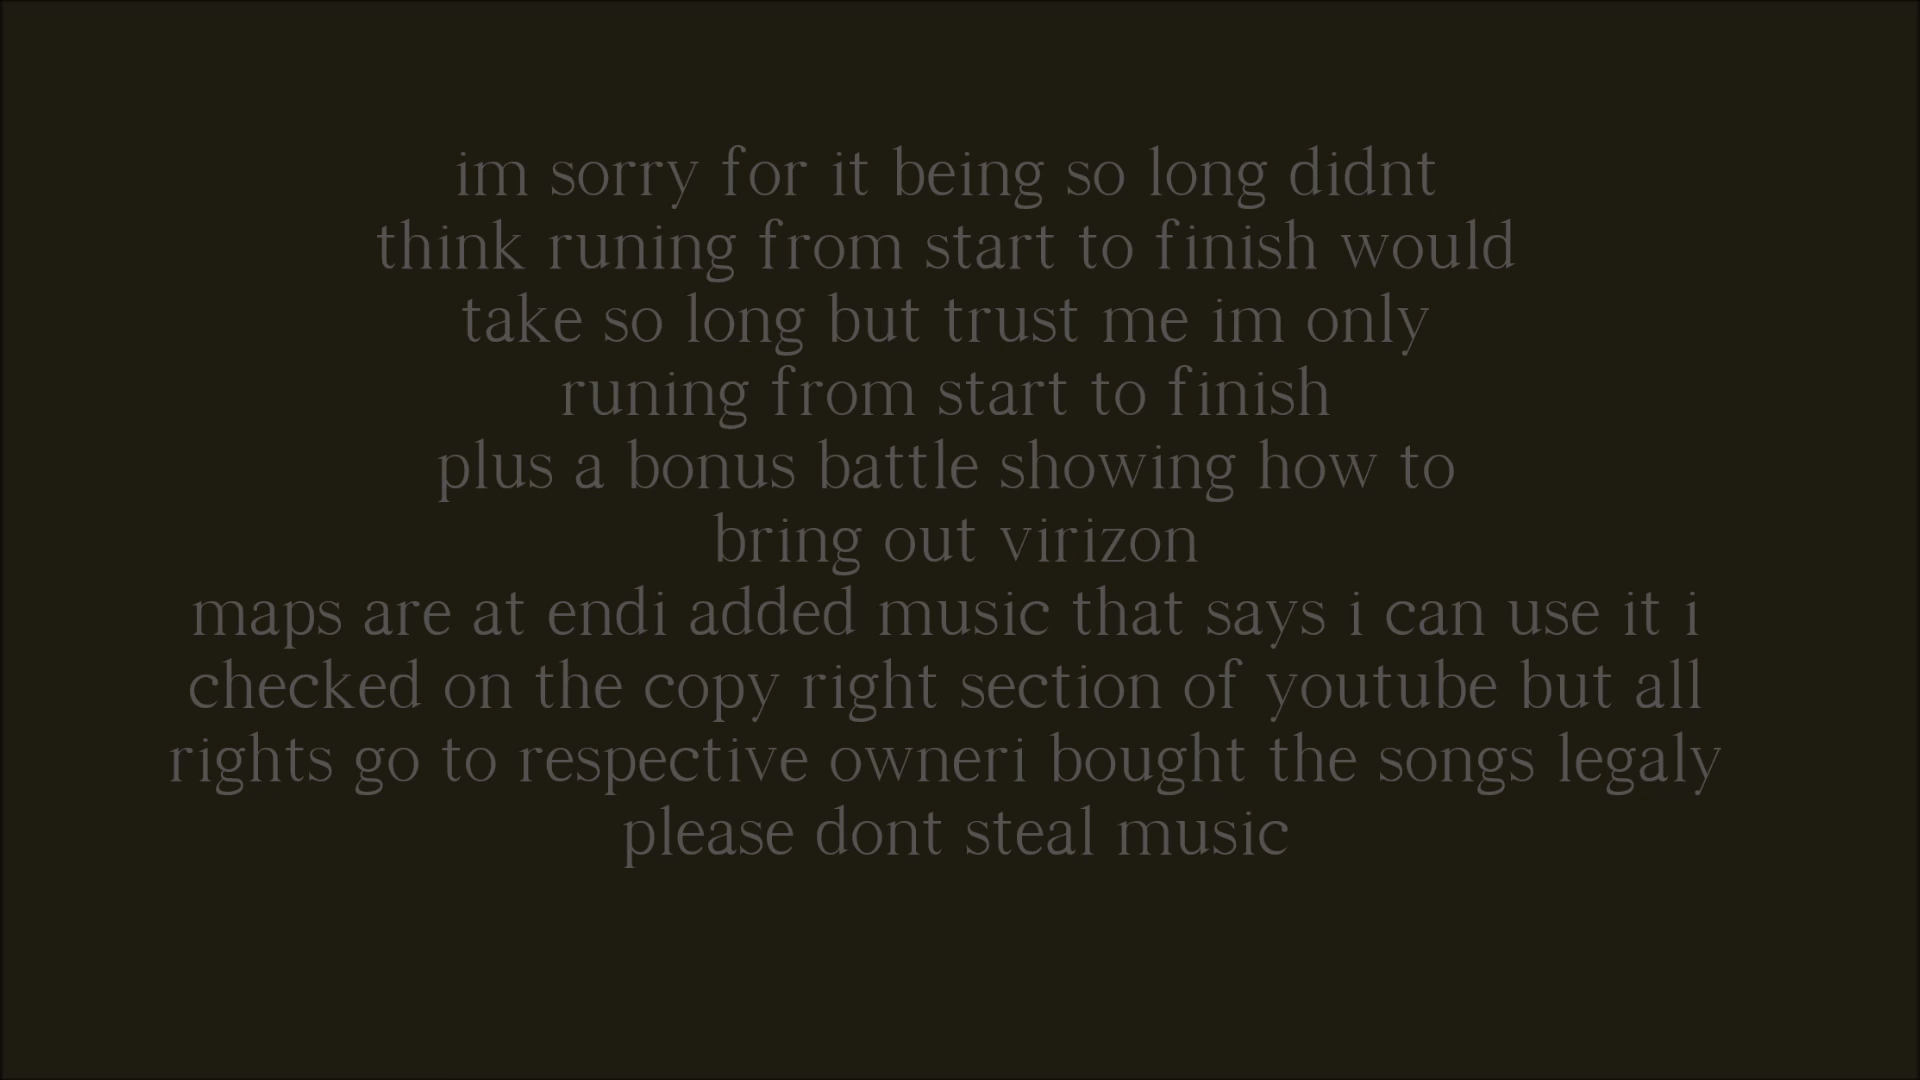 im sorry for it being so long didnt
think runing from start to finish would
take so long but trust me im only
runing from start to finish
plus a bonus battle showing how to
bring out virizon
maps are at endi added music that says i can use it i
checked on the copy right section of youtube but all
rights go to respective owneri bought the songs legaly
please dont steal music